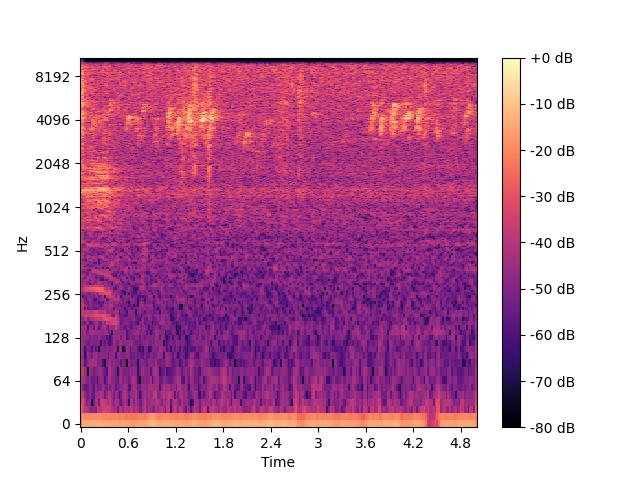 8192
4096
2048
1024
512
256
128
64
0
Hz
0 0.6 1.2 1.8 2.4 3 3.6 4.2 4.8
Time
+0 dB
-10 dB
-20 dB
-30 dB
-40 dB
-50 dB
-60 dB
-70 dB
-80 dB